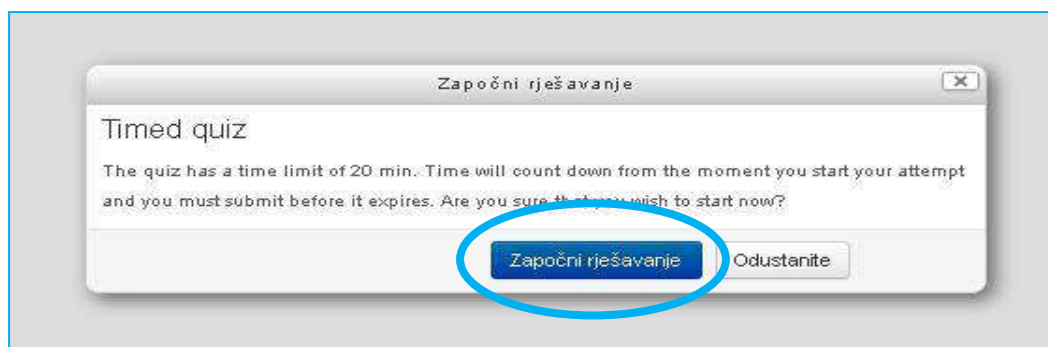 Započni rješavanje
Timed quiz
The quiz has a time limit of 20 min. Time will count down from the moment you start your attempt
and you must submit before it expires. Are you sure that you wish to start now?
Započni rješavanje Odustanite